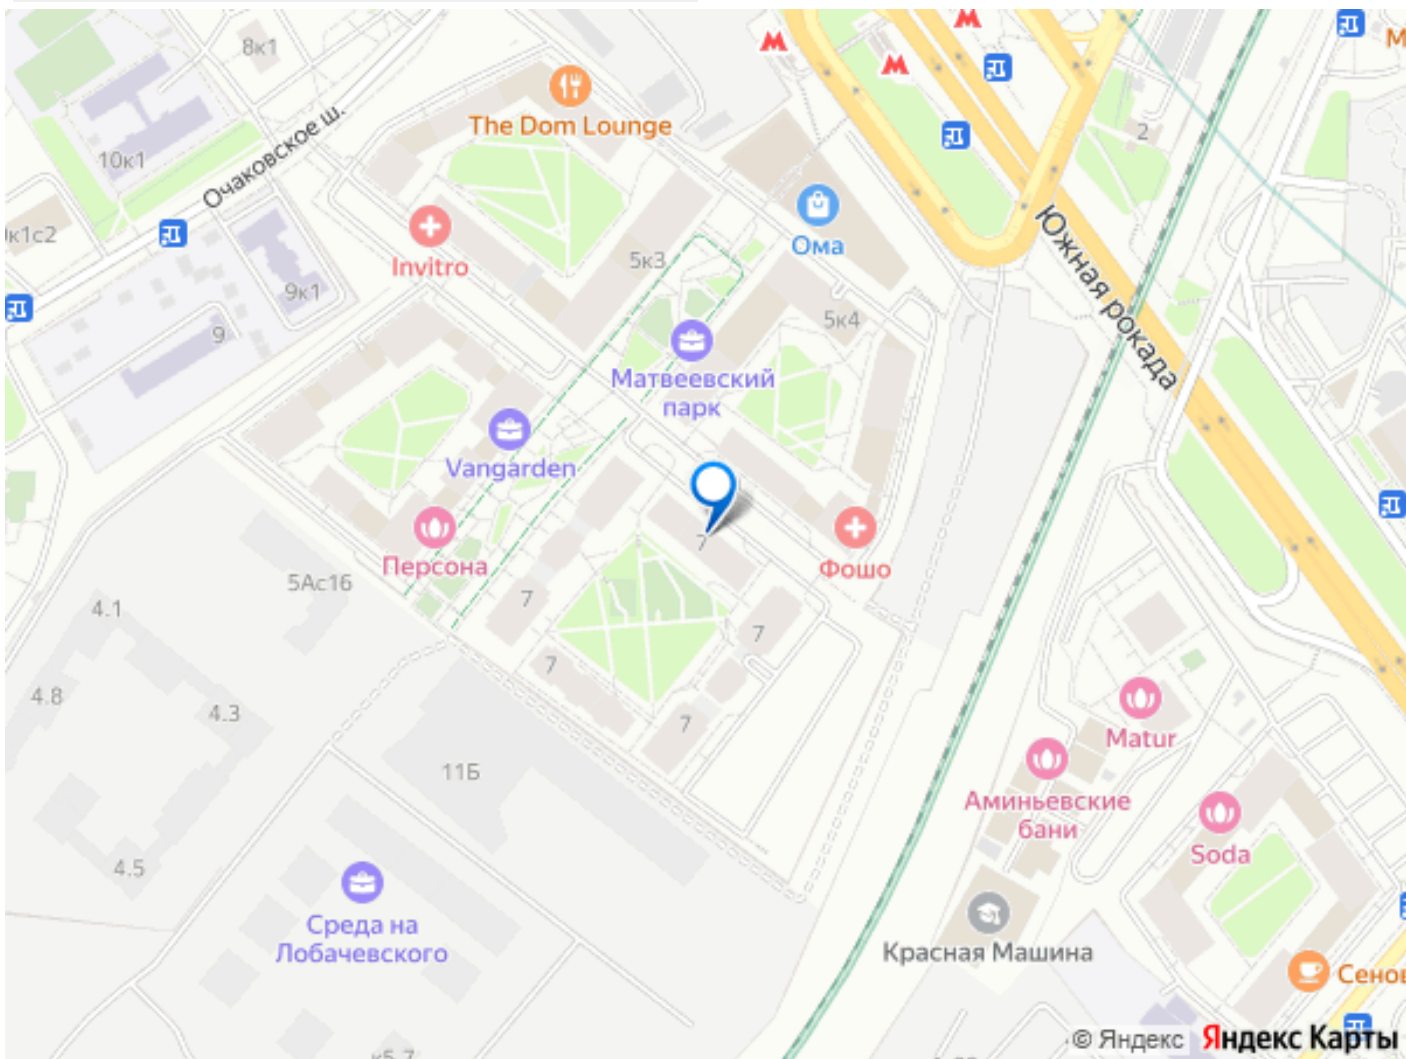 8к1
The Dom Lounge
10к1
Очаковское ш.
2
к1с2
Invitro
Ома
5к3
9к1
9
5к4
Южная рокада
Матвеевский
парк
Vangarden
7
Персона
Фошо
5Ас16
4.1
7
7
7
4.8
4.3
7
Matur
11Б
Аминьевские
бани
Soda
4.5
Среда на
Лобачевского
Красная Машина
Сенов
© Яндекс Яндекс Карты